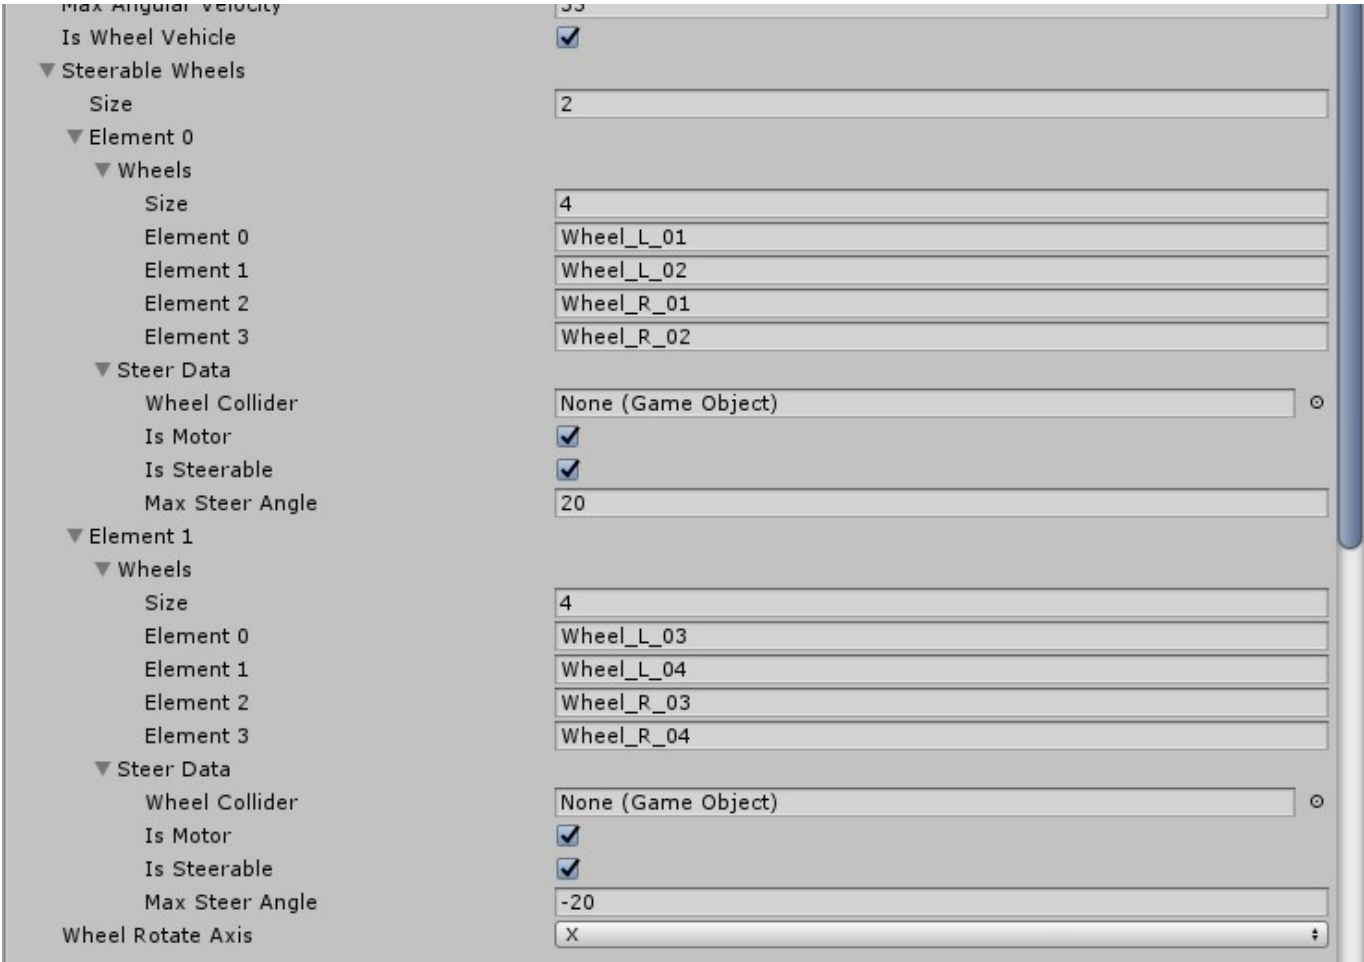 Max Angular Velocity
Is Wheel Vehicle
Steerable Wheels
Size 2
Element 0
Wheels
Size 4
Element 0 Wheel_L_01
Element 1 Wheel_L_02
Element 2 Wheel_R_01
Element 3 Wheel_R_02
Steer Data
Wheel Collider None (Game Object)
Is Motor
Is Steerable
Max Steer Angle 20
Element 1
Wheels
Size 4
Element 0 Wheel_L_03
Element 1 Wheel_L_04
Element 2 Wheel_R_03
Element 3 Wheel_R_04
Steer Data
Wheel Collider None (Game Object)
Is Motor
Is Steerable
Max Steer Angle -20
Wheel Rotate Axis X